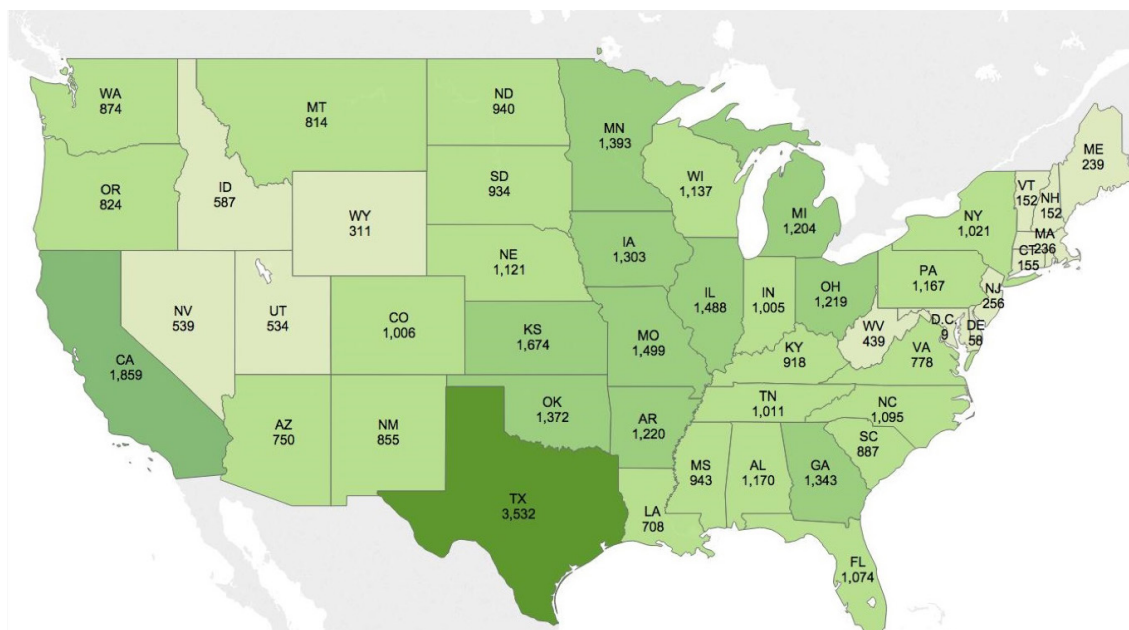 WA
874
MT
814
ND
940
MN
1,393
OR
824
ID
587
WY
311
SD
934
WI
1,137
MI
1,204
NY
1,021
VT
152
NH
152
ME
239
MA
236
CT
155
NV
539
UT
534
CO
1,006
NE
1,121
IA
1,303
IL
1,488
IN
1,005
OH
1,219
PA
1,167
NJ
256
CA
1,859
KS
1,674
MO
1,499
KY
918
WV
439
D.C.
9
DE
58
VA
778
AZ
750
NM
855
OK
1,372
AR
1,220
TN
1,011
NC
1,095
SC
887
TX
3,532
LA
708
MS
943
AL
1,170
GA
1,343
FL
1,074